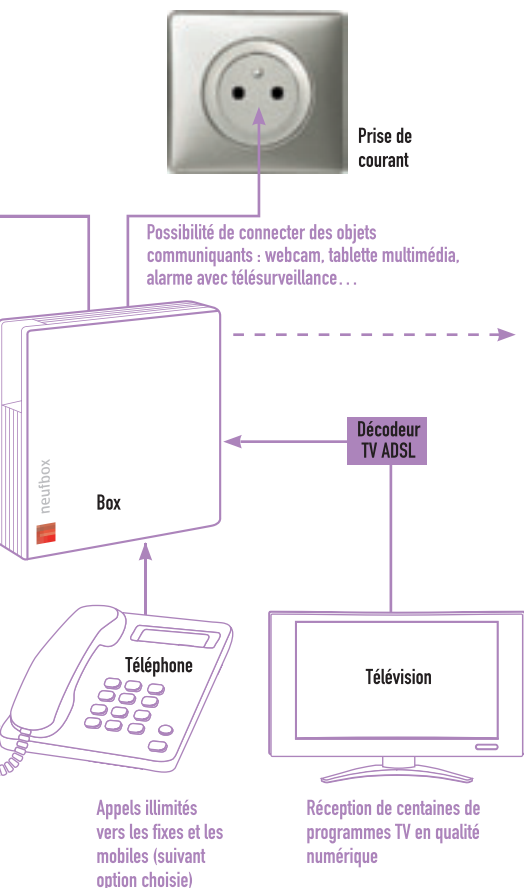 Prise de
courant
Possibilité de connecter des objets
communiquants : webcam, tablette multimédia,
alarme avec télésurveillance...
Décodeur
TV ADSL
neufbox
Box
Téléphone
Télévision
Appels illimités
vers les fixes et les
mobiles (suivant
option choisie)
Réception de centaines de
programmes TV en qualité
numérique